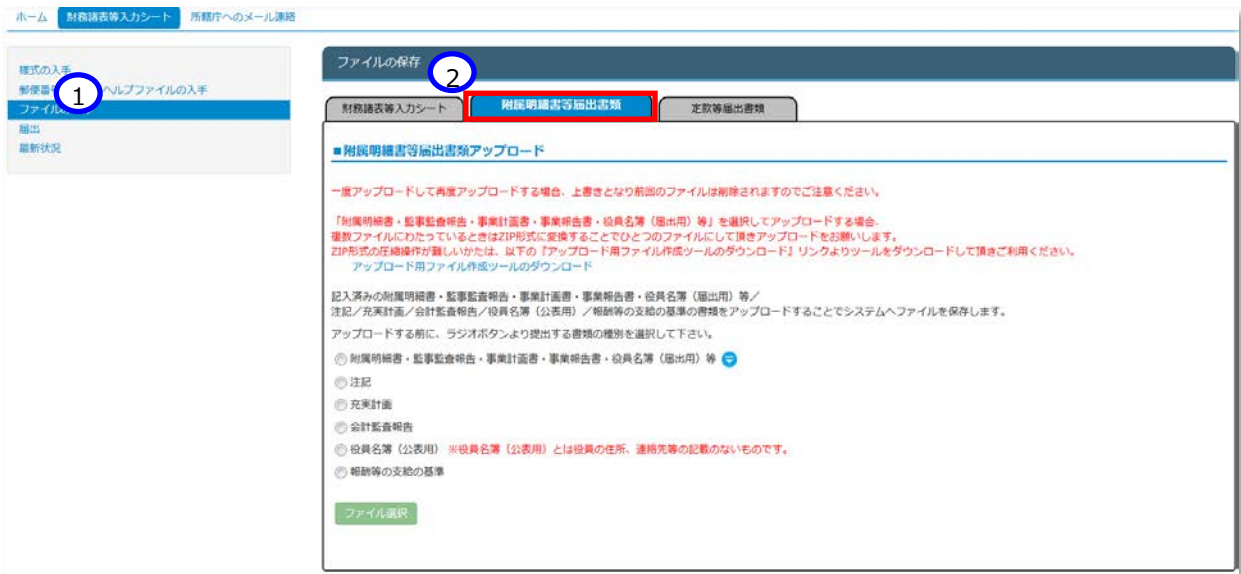 ホーム 財務諸表等入力シート 所轄庁へのメール連絡
様式の入手
郵便番 ヘルプファイルの入手
1
ファイル
届出
最新状況
ファイルの保存
2
財務諸表等入力シート 附属明細書等届出書類 定款等届出書類
■附属明細書等届出書類アップロード
一度アップロードして再度アップロードする場合、上書きとなり前回のファイルは削除されますのでご注意ください。
「附属明細書・監事監査報告・事業計画書・事業報告書・役員名簿（届出用）等」を選択してアップロードする場合、
複数ファイルにわたっているときはZIP形式に変換することでひとつのファイルにして頂きアップロードをお願いします。
ZIP形式の圧縮操作が難しいかたは、以下の『アップロード用ファイル作成ツールのダウンロード』リンクよりツールをダウンロードして頂きご利用ください。
アップロード用ファイル作成ツールのダウンロード
記入済みの附属明細書・監事監査報告・事業計画書・事業報告書・役員名簿（届出用）等／
注記／充実計画／会計監査報告／役員名簿（公表用）／報酬等の支給の基準の書類をアップロードすることでシステムへファイルを保存します。
アップロードする前に、ラジオボタンより提出する書類の種別を選択して下さい。
附属明細書・監事監査報告・事業計画書・事業報告書・役員名簿（届出用）等
注記
充実計画
会計監査報告
役員名簿（公表用） ※役員名簿（公表用）とは役員の住所、連絡先等の記載のないものです。
報酬等の支給の基準
ファイル選択